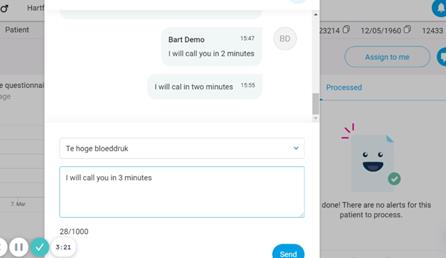 Hartf
Patient
23214 12/05/1960 12433
Bart Demo 15:47
I will call you in 2 minutes
BD
Assign to me
I will cal in two minutes 15:55
e questionnai
age
Processed
Te hoge bloeddruk
I will call you in 3 minutes
7. Mar
done! There are no alerts for this
patient to process.
28/1000
3:21
Send